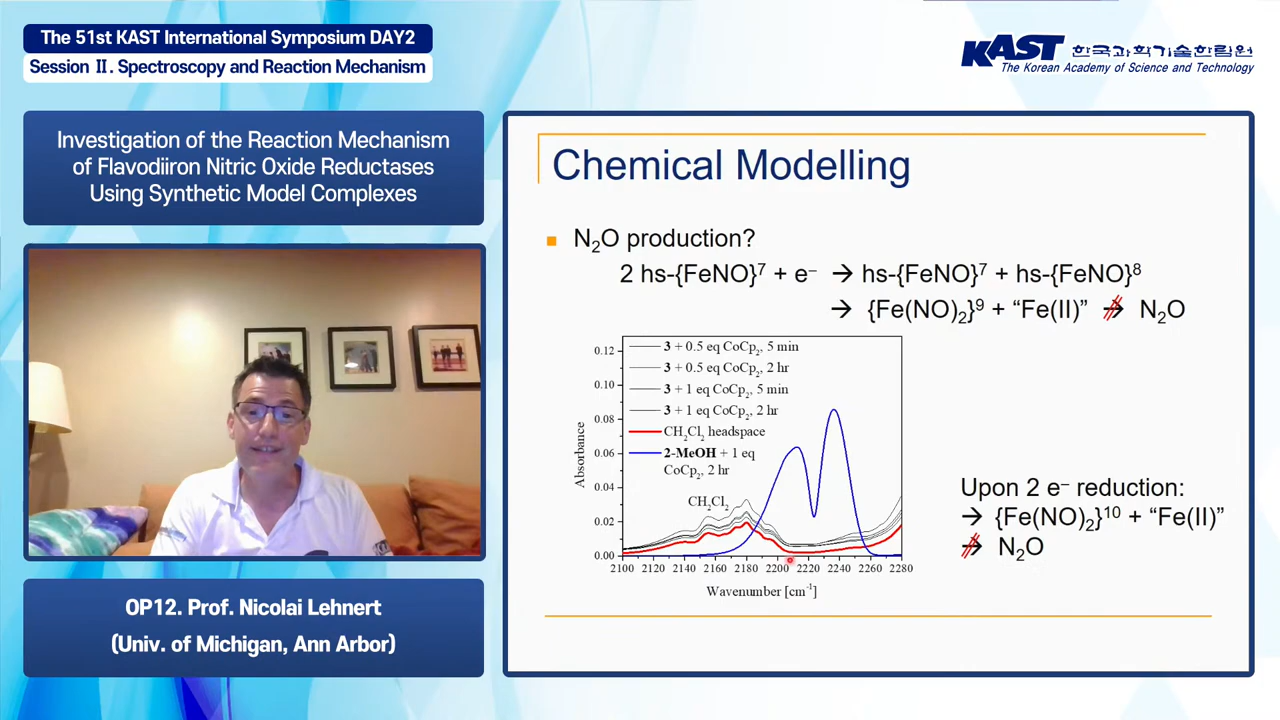 The 51st KAST International Symposium DAY2
Session Ⅱ. Spectroscopy and Reaction Mechanism
KAST 한국과학기술한림원
The Korean Academy of Science and Technology
Investigation of the Reaction Mechanism
of Flavodiiron Nitric Oxide Reductases
Using Synthetic Model Complexes
OP12. Prof. Nicolai Lehnert
(Univ. of Michigan, Ann Arbor)
Chemical Modelling
N₂O production?
2 hs-{FeNO}⁷ + e⁻ → hs-{FeNO}⁷ + hs-{FeNO}⁸
→ {Fe(NO)₂}⁹ + “Fe(II)” → N₂O
3 + 0.5 eq CoCp₂, 5 min
3 + 0.5 eq CoCp₂, 2 hr
3 + 1 eq CoCp₂, 5 min
3 + 1 eq CoCp₂, 2 hr
CH₂Cl₂ headspace
2-MeOH + 1 eq
CoCp₂, 2 hr
CH₂Cl₂
Absorbance
0.12
0.10
0.08
0.06
0.04
0.02
0.00
2100 2120 2140 2160 2180 2200 2220 2240 2260 2280
Wavenumber [cm⁻¹]
Upon 2 e⁻ reduction:
→ {Fe(NO)₂}¹⁰ + “Fe(II)”
→ N₂O